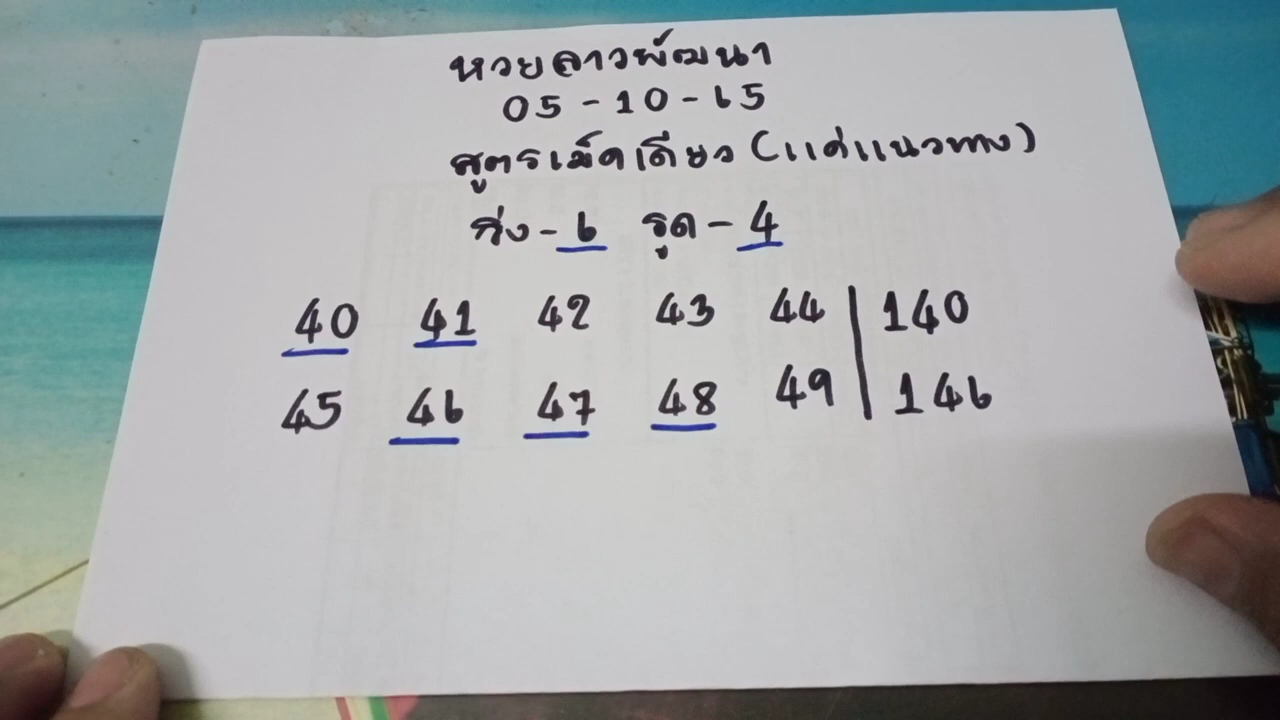 หวยลาวพัฒนา
05-10-65
สูตรเม็ดเดียว (แค่แนวทาง)
วิ่ง-6 รูด-4
40 41 42 43 44 | 140
45 46 47 48 49 | 146